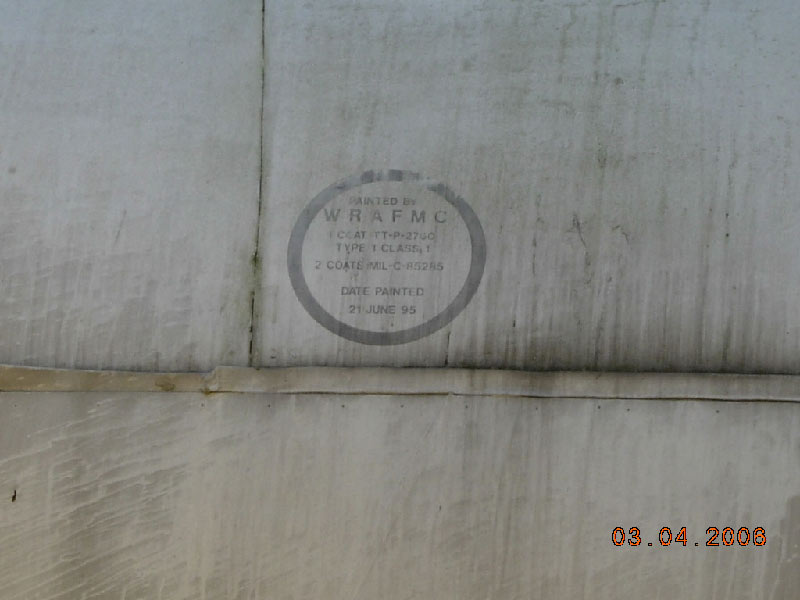 PAINTED BY
WRAFMC
1 COAT TT-P-2760
TYPE 1 CLASS 1
2 COATS MIL-C-85285
DATE PAINTED
21 JUNE 95
03.04.2006